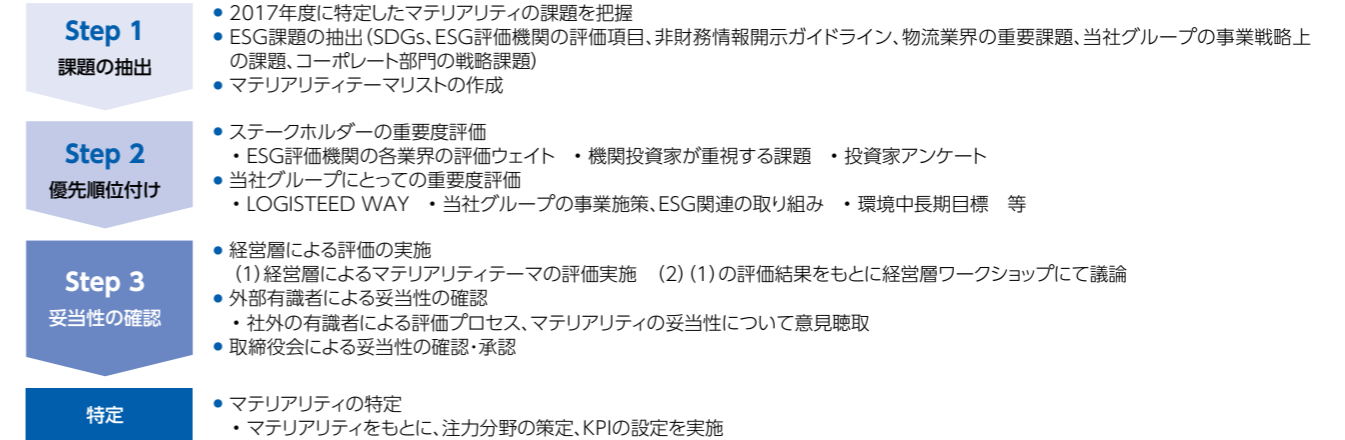 Step 1
課題の抽出
● 2017年度に特定したマテリアリティの課題を把握
● ESG課題の抽出（SDGs、ESG評価機関の評価項目、非財務情報開示ガイドライン、物流業界の重要課題、当社グループの事業戦略上
の課題、コーポレート部門の戦略課題）
● マテリアリティテーマリストの作成
Step 2
優先順位付け
● ステークホルダーの重要度評価
・ESG評価機関の各業界の評価ウェイト ・機関投資家が重視する課題 ・投資家アンケート
● 当社グループにとっての重要度評価
・LOGISTEED WAY ・当社グループの事業施策、ESG関連の取り組み ・環境中長期目標 等
Step 3
妥当性の確認
● 経営層による評価の実施
（1）経営層によるマテリアリティテーマの評価実施 （2）（1）の評価結果をもとに経営層ワークショップにて議論
● 外部有識者による妥当性の確認
・社外の有識者による評価プロセス、マテリアリティの妥当性について意見聴取
● 取締役会による妥当性の確認・承認
特定
● マテリアリティの特定
・マテリアリティをもとに、注力分野の策定、KPIの設定を実施